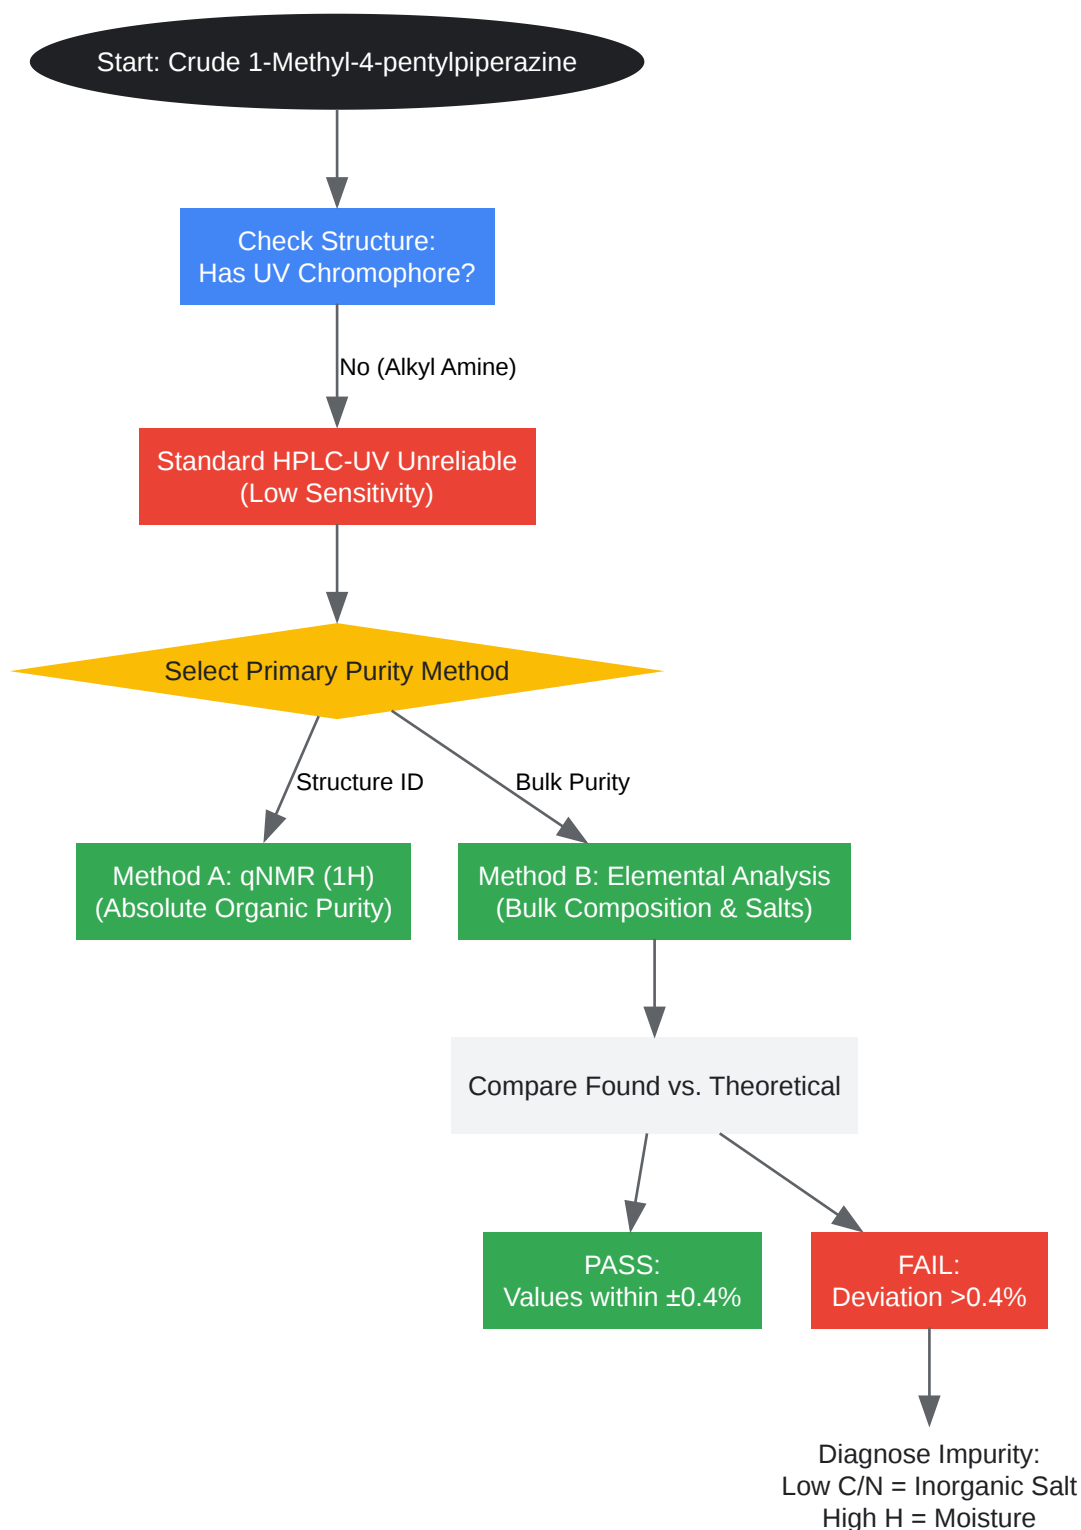 Start: Crude 1-Methyl-4-pentylpiperazine
Check Structure:
Has UV Chromophore?
No (Alkyl Amine)
Standard HPLC-UV Unreliable
(Low Sensitivity)
Select Primary Purity Method
Structure ID
Bulk Purity
Method A: qNMR (1H)
(Absolute Organic Purity)
Method B: Elemental Analysis
(Bulk Composition & Salts)
Compare Found vs. Theoretical
PASS:
Values within ±0.4%
FAIL:
Deviation >0.4%
Diagnose Impurity:
Low C/N = Inorganic Salt
High H = Moisture